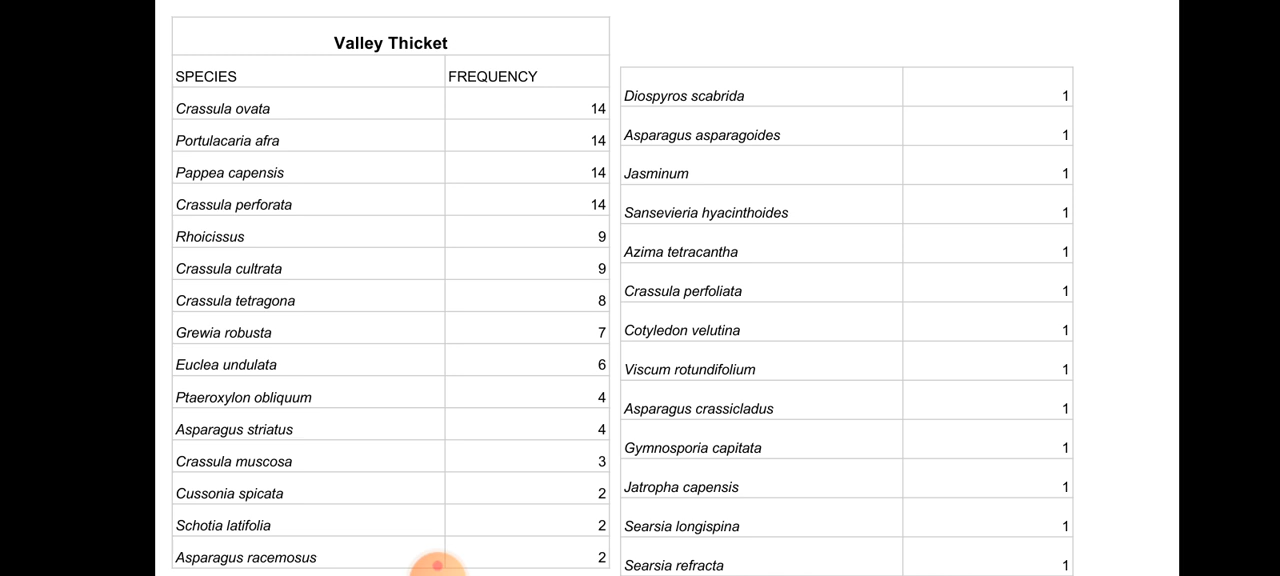 Valley Thicket
SPECIES FREQUENCY
Crassula ovata 14
Portulacaria afra 14
Pappea capensis 14
Crassula perforata 14
Rhoicissus 9
Crassula cultrata 9
Crassula tetragona 8
Grewia robusta 7
Euclea undulata 6
Ptaeroxylon obliquum 4
Asparagus striatus 4
Crassula muscosa 3
Cussonia spicata 2
Schotia latifolia 2
Asparagus racemosus 2
Diospyros scabrida 1
Asparagus asparagoides 1
Jasminum 1
Sansevieria hyacinthoides 1
Azima tetracantha 1
Crassula perfoliata 1
Cotyledon velutina 1
Viscum rotundifolium 1
Asparagus crassicladus 1
Gymnosporia capitata 1
Jatropha capensis 1
Searsia longispina 1
Searsia refracta 1